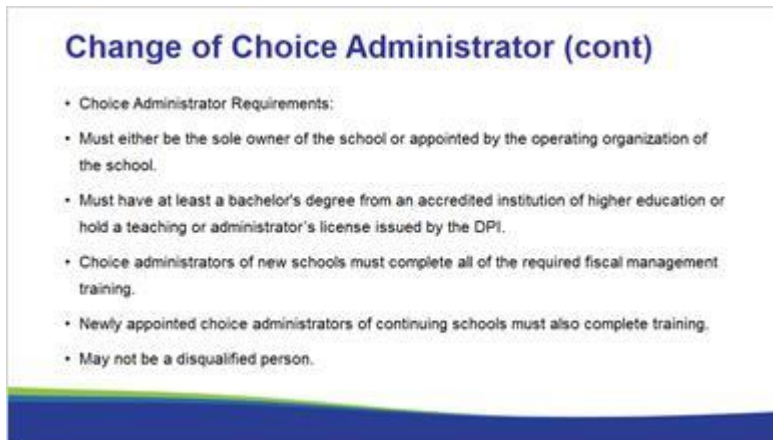 Change of Choice Administrator (cont)
• Choice Administrator Requirements:
• Must either be the sole owner of the school or appointed by the operating organization of
the school.
• Must have at least a bachelor's degree from an accredited institution of higher education or
hold a teaching or administrator's license issued by the DPI.
• Choice administrators of new schools must complete all of the required fiscal management
training.
• Newly appointed choice administrators of continuing schools must also complete training.
• May not be a disqualified person.